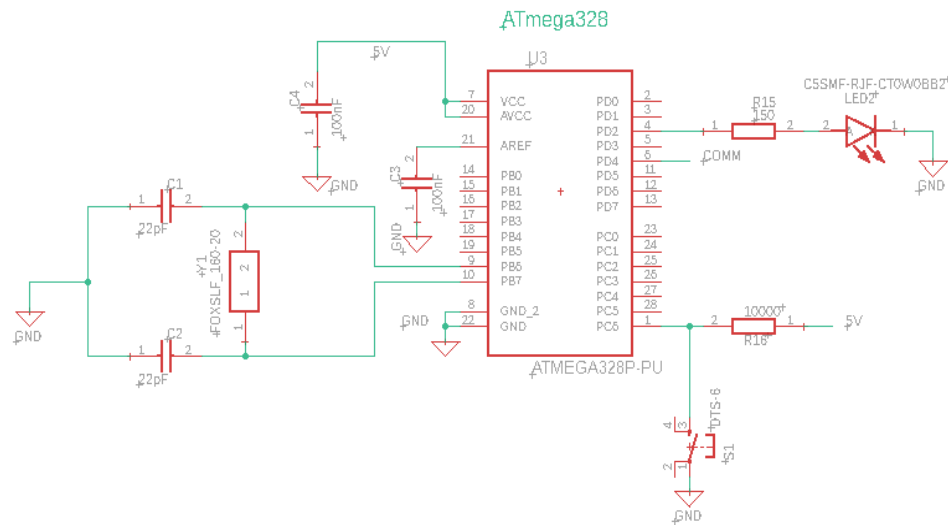 ATmega328
5V
U3
C4
2
1
100nF
GND
7 VCC
20 AVCC
21 AREF
14 PB0
15 PB1
16 PB2
17 PB3
18 PB4
19 PB5
9 PB6
10 PB7
8 GND_2
22 GND
PD0 2
PD1 3
PD2 4
PD3 5
PD4 6
PD5 11
PD6 12
PD7 13
PC0 23
PC1 24
PC2 25
PC3 26
PC4 27
PC5 28
PC6 1
ATMEGA328P-PU
C3
2
1
100nF
GND
C1
1 2
22pF
Y1
FOXSLF_160-20
2
2
1
1
GND
C2
1 2
22pF
GND
R15
150
1 2
COMM
C5SMF-RJF-CT0W0BB2
LED2
2 A 1
GND
10000
2 1
R16
5V
DTS-6
S1
4 3
2 1
GND